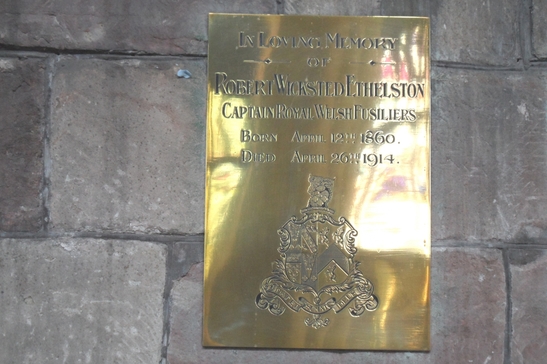 IN LOVING MEMORY
OF
ROBERT WICKSTED ETHELSTON
CAPTAIN ROYAL WELSH FUSILIERS
BORN APRIL 12TH 1860.
DIED APRIL 26TH 1914.